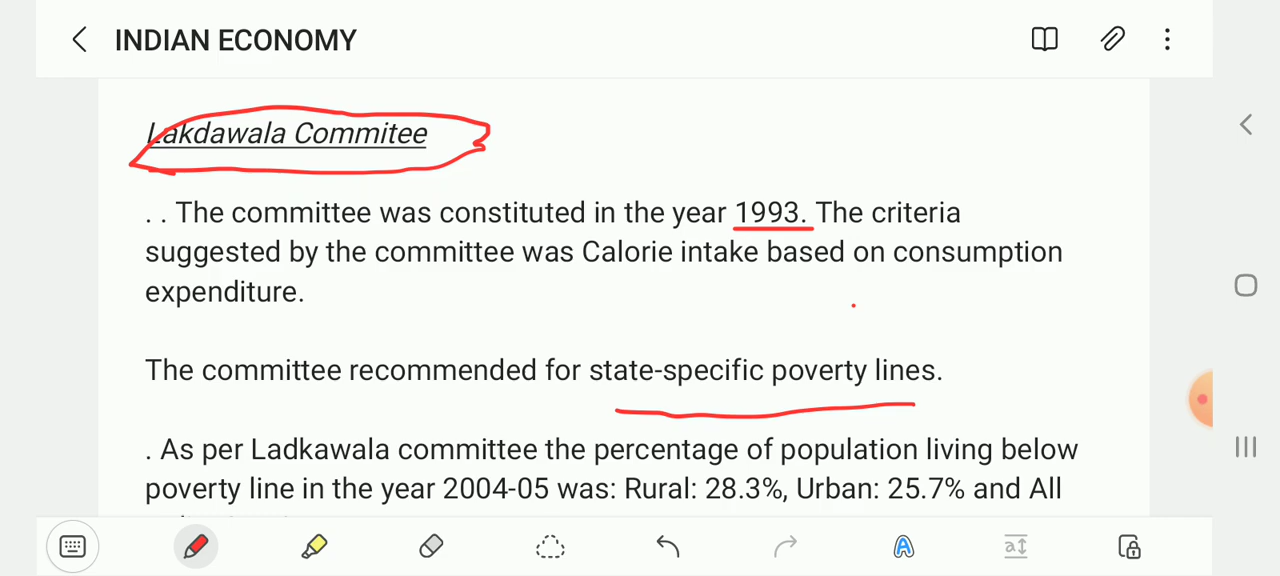 INDIAN ECONOMY
Lakdawala Commitee
. . The committee was constituted in the year 1993. The criteria
suggested by the committee was Calorie intake based on consumption
expenditure.
The committee recommended for state-specific poverty lines.
. As per Ladkawala committee the percentage of population living below
poverty line in the year 2004-05 was: Rural: 28.3%, Urban: 25.7% and All